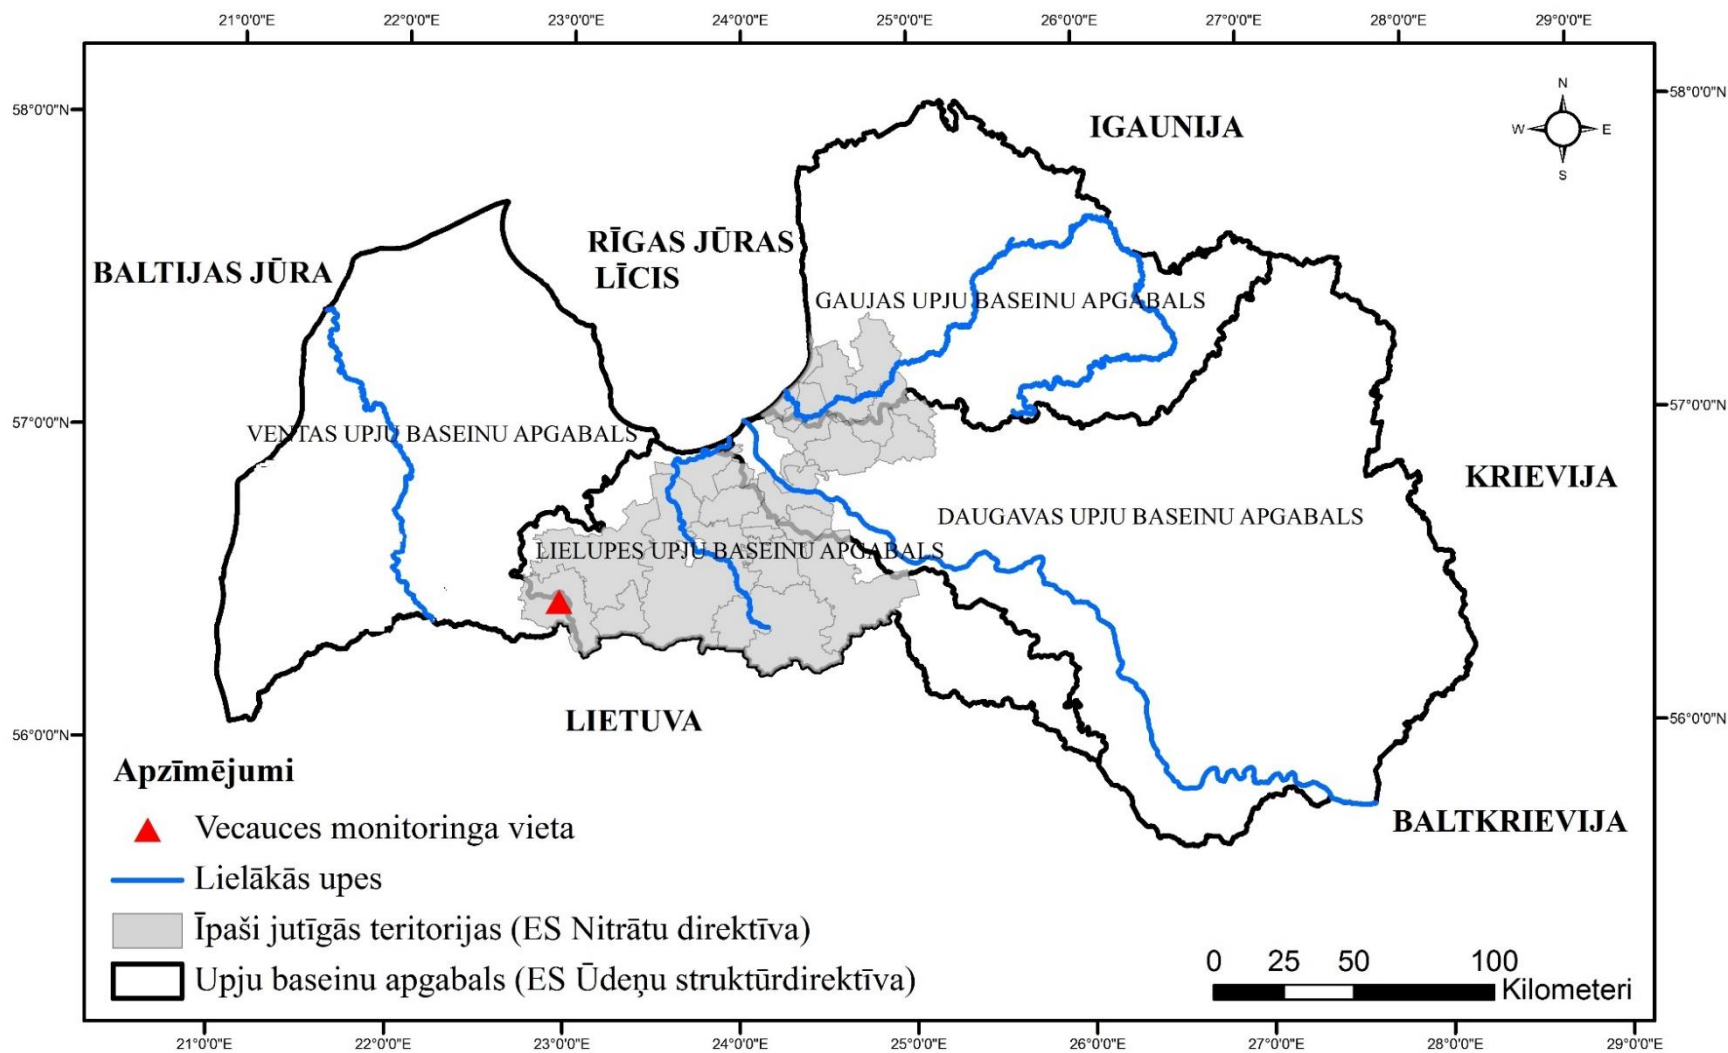 21°0'0"E 22°0'0"E 23°0'0"E 24°0'0"E 25°0'0"E 26°0'0"E 27°0'0"E 28°0'0"E 29°0'0"E
58°0'0"N
58°0'0"N
N
W E
S
IGAUNIJA
RĪGAS JŪRAS
LĪCIS
BALTIJAS JŪRA
GAUJAS UPJU BASEINU APGABALS
57°0'0"N
57°0'0"N
VENTAS UPJU BASEINU APGABALS
KRIEVIJA
DAUGAVAS UPJU BASEINU APGABALS
LIELUPES UPJU BASEINU APGABALS
LIETUVA
56°0'0"N
56°0'0"N
BALTKRIEVIJA
Apzīmējumi
Vecauces monitoringa vieta
Lielākās upes
Īpaši jutīgās teritorijas (ES Nitrātu direktīva)
Upju baseinu apgabals (ES Ūdeņu struktūrdirektīva)
0 25 50 100
Kilometeri
21°0'0"E 22°0'0"E 23°0'0"E 24°0'0"E 25°0'0"E 26°0'0"E 27°0'0"E 28°0'0"E 29°0'0"E